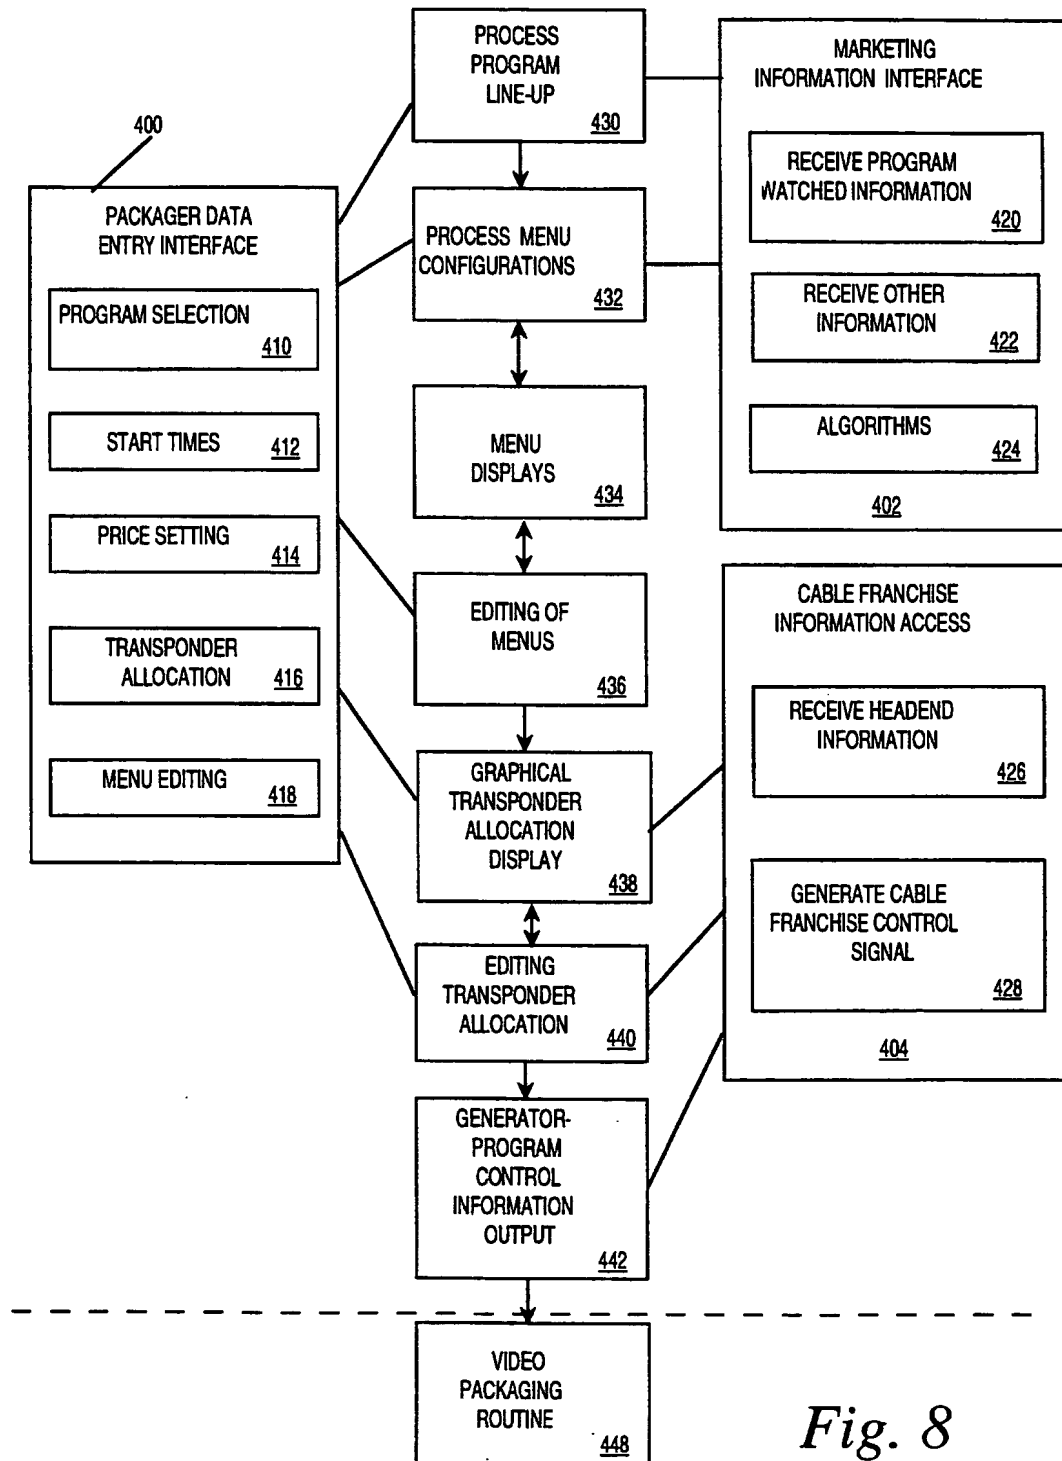 PROCESS
PROGRAM
LINE-UP
430
MARKETING
INFORMATION INTERFACE
RECEIVE PROGRAM
WATCHED INFORMATION
420
RECEIVE OTHER
INFORMATION
422
ALGORITHMS
424
402
400
PACKAGER DATA
ENTRY INTERFACE
PROGRAM SELECTION
410
START TIMES
412
PRICE SETTING
414
TRANSPONDER
ALLOCATION
416
MENU EDITING
418
PROCESS MENU
CONFIGURATIONS
432
MENU
DISPLAYS
434
EDITING OF
MENUS
436
GRAPHICAL
TRANSPONDER
ALLOCATION
DISPLAY
438
EDITING
TRANSPONDER
ALLOCATION
440
GENERATOR-
PROGRAM
CONTROL
INFORMATION
OUTPUT
442
CABLE FRANCHISE
INFORMATION ACCESS
RECEIVE HEADEND
INFORMATION
426
GENERATE CABLE
FRANCHISE CONTROL
SIGNAL
428
404
VIDEO
PACKAGING
ROUTINE
448
Fig. 8